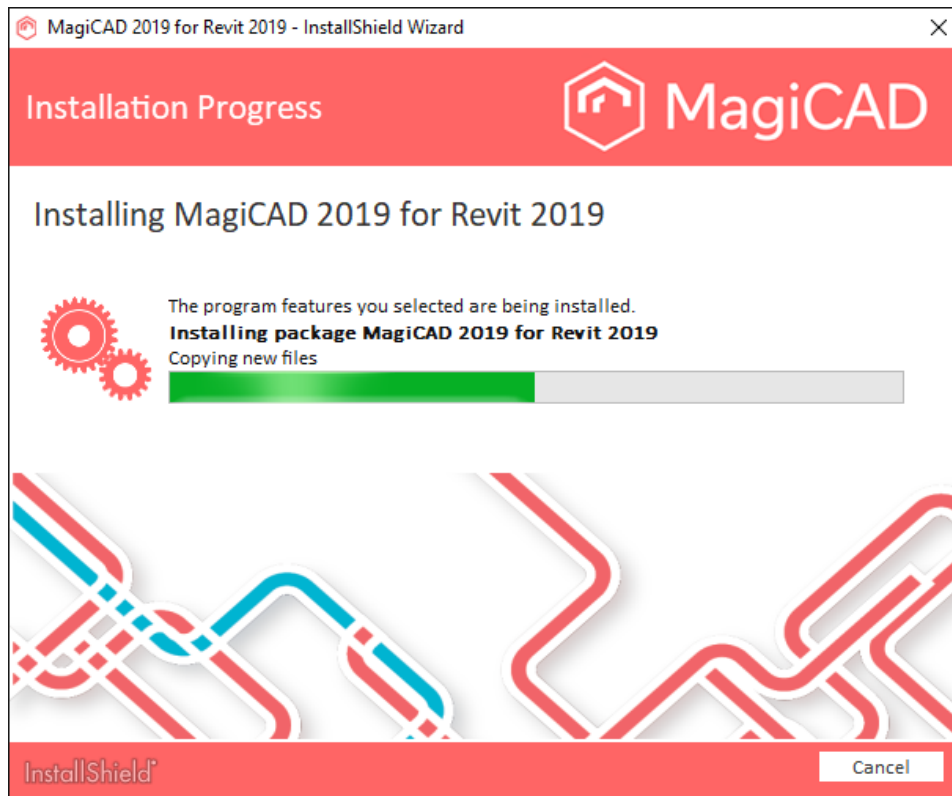 MagiCAD 2019 for Revit 2019 - InstallShield Wizard
Installation Progress
MagiCAD
Installing MagiCAD 2019 for Revit 2019
The program features you selected are being installed.
Installing package MagiCAD 2019 for Revit 2019
Copying new files
InstallShield
Cancel